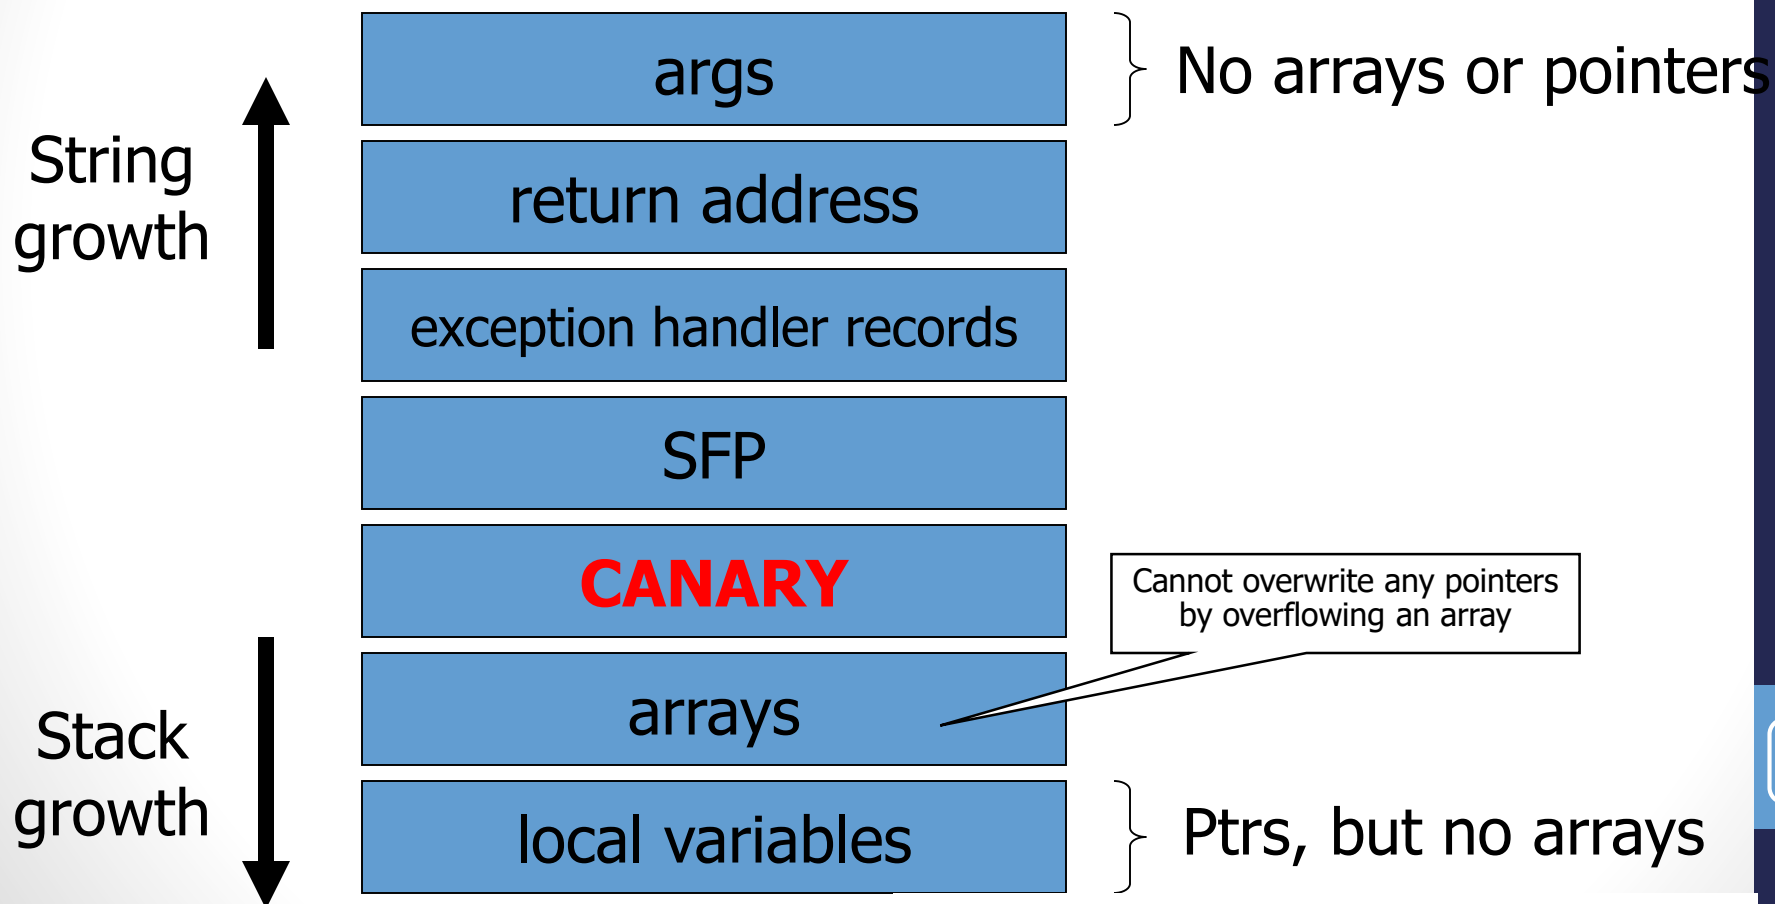 args
No arrays or pointers
String
growth
return address
exception handler records
SFP
CANARY
Cannot overwrite any pointers
by overflowing an array
arrays
Stack
growth
local variables
Ptrs, but no arrays